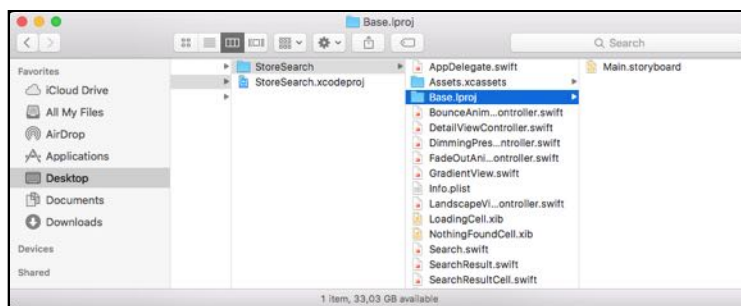 Base.lproj
Search
Favorites
iCloud Drive
All My Files
AirDrop
Applications
Desktop
Documents
Downloads
Devices
Shared
StoreSearch
StoreSearch.xcodeproj
AppDelegate.swift
Assets.xcassets
Base.lproj
BounceAnim...ontroller.swift
DetailViewController.swift
DimmingPres...ntroller.swift
FadeOutAni...ontroller.swift
GradientView.swift
Info.plist
LandscapeVi...ontroller.swift
LoadingCell.xib
NothingFoundCell.xib
Search.swift
SearchResult.swift
SearchResultCell.swift
Main.storyboard
1 item, 33,03 GB available